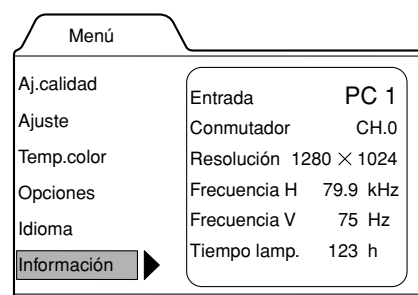 Menú
Aj.calidad
Ajuste
Temp.color
Opciones
Idioma
Información
Entrada PC 1
Conmutador CH.0
Resolución 1280 × 1024
Frecuencia H 79.9 kHz
Frecuencia V 75 Hz
Tiempo lamp. 123 h